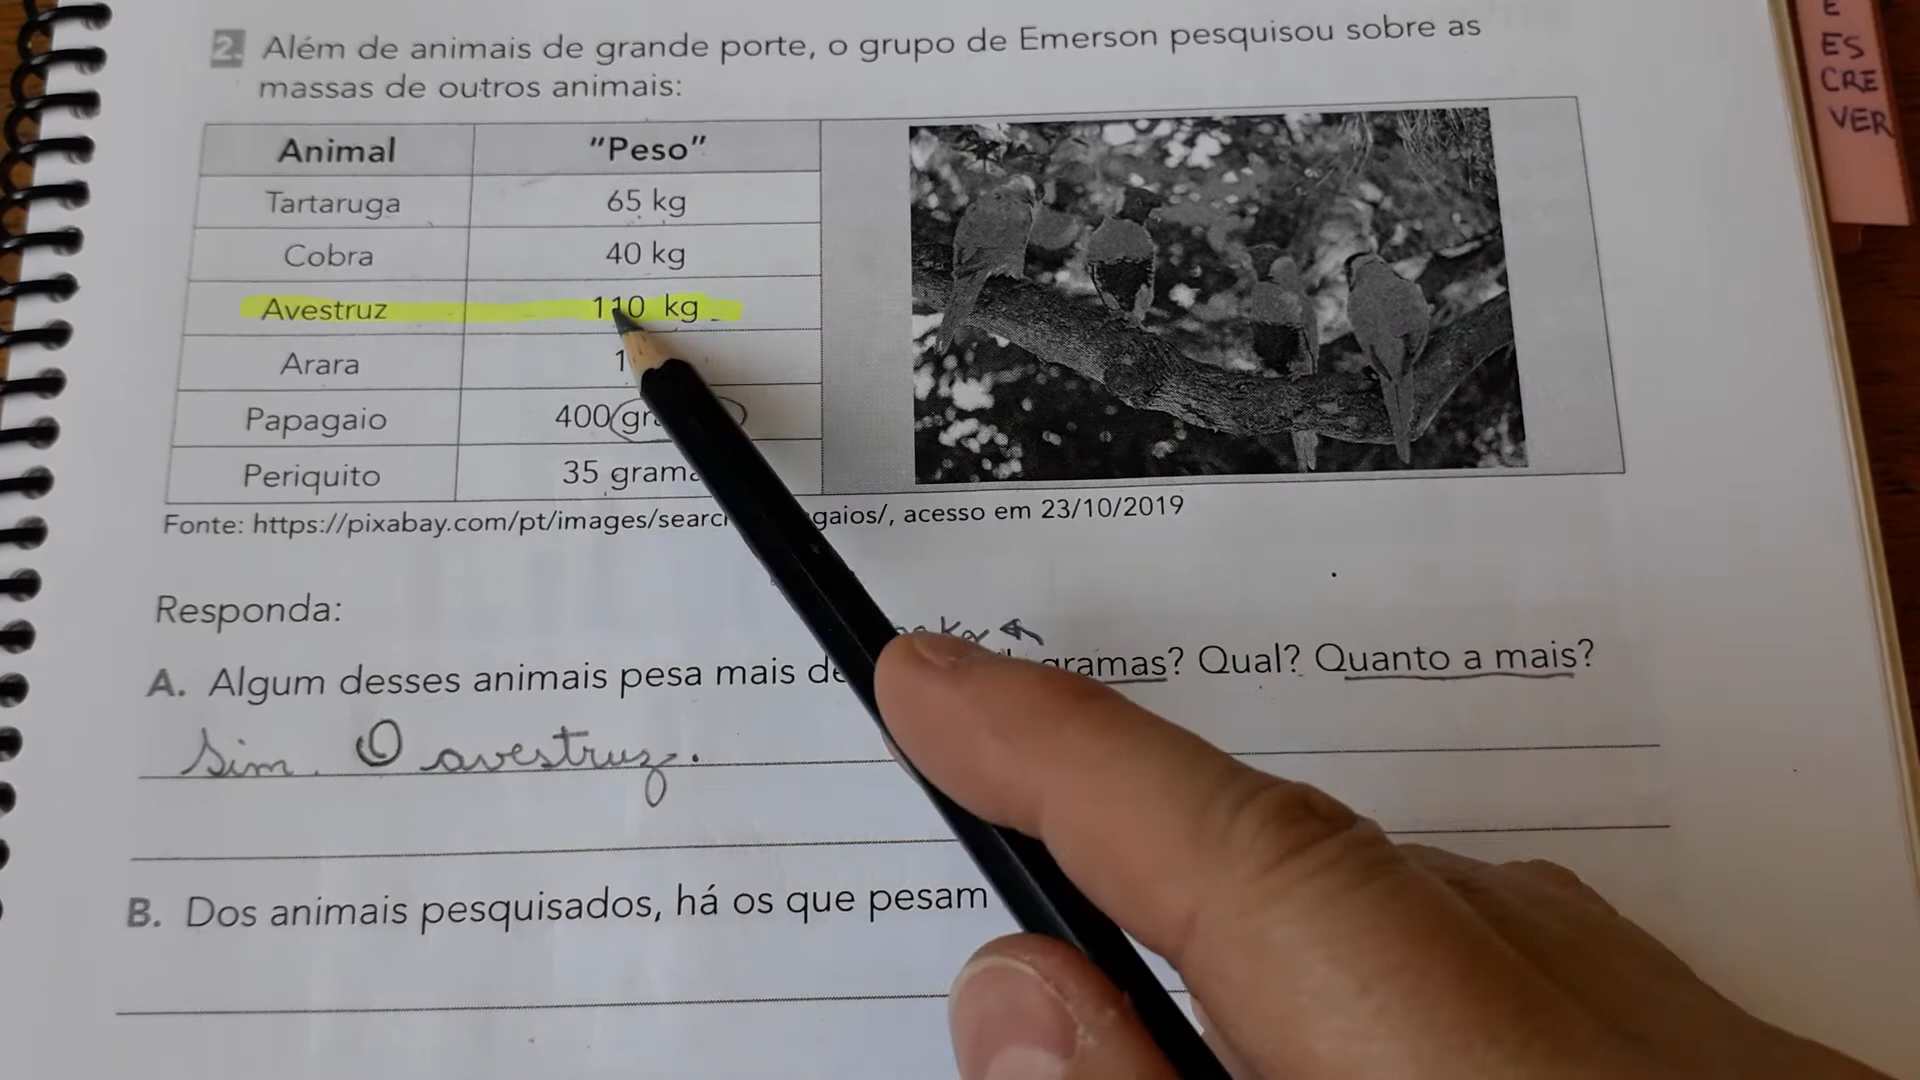 2. Além de animais de grande porte, o grupo de Emerson pesquisou sobre as
massas de outros animais:
Animal "Peso"
Tartaruga 65 kg
Cobra 40 kg
Avestruz 110 kg
Arara
Papagaio 400
Periquito 35
Fonte: https://pixabay.com/pt/images/ acesso em 23/10/2019
Responda:
A. Algum desses animais pesa mais Qual? Quanto a mais?
Sim. O avestruz.
B. Dos animais pesquisados, há os que pesam
E
ES
CRE
VER